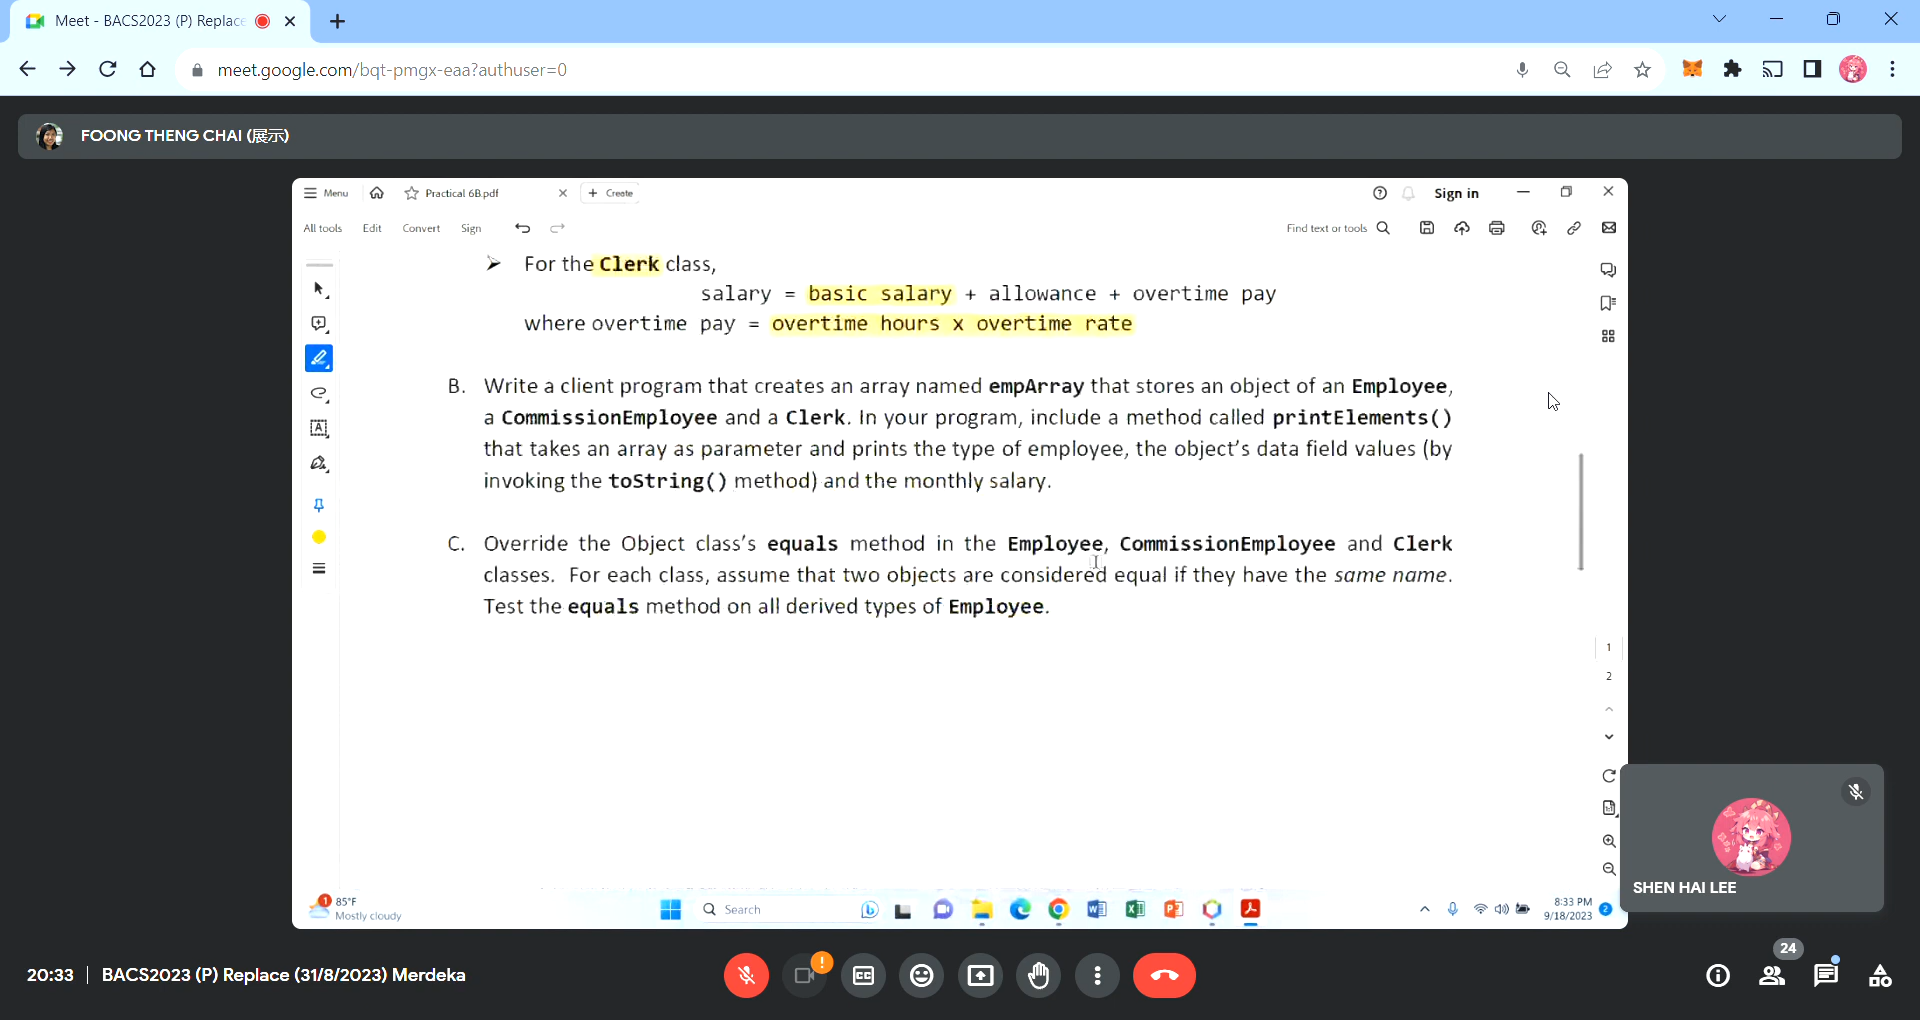 Meet - BACS2023 (P) Replace
meet.google.com/bqt-pmgx-eaa?authuser=0
FOONG THENG CHAI (展示)
Menu
Practical 6B.pdf
Create
Sign in
All tools
Edit
Convert
Sign
Find text or tools
➤ For the Clerk class,
salary = basic salary + allowance + overtime pay
where overtime pay = overtime hours x overtime rate
B. Write a client program that creates an array named empArray that stores an object of an Employee,
a CommissionEmployee and a Clerk. In your program, include a method called printElements()
that takes an array as parameter and prints the type of employee, the object's data field values (by
invoking the toString() method) and the monthly salary.
C. Override the Object class's equals method in the Employee, CommissionEmployee and Clerk
classes. For each class, assume that two objects are considered equal if they have the same name.
Test the equals method on all derived types of Employee.
1
2
SHEN HAI LEE
1
85°F
Mostly cloudy
Search
8:33 PM
9/18/2023
2
20:33 | BACS2023 (P) Replace (31/8/2023) Merdeka
24